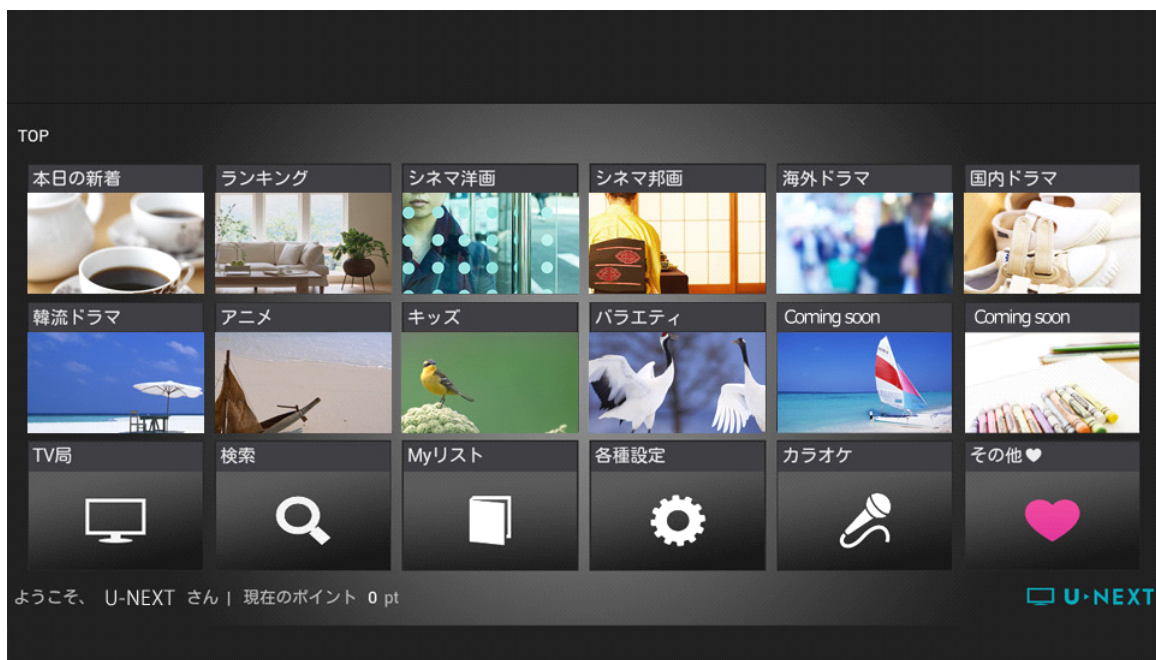 TOP
本日の新着
ランキング
シネマ洋画
シネマ邦画
海外ドラマ
国内ドラマ
韓流ドラマ
アニメ
キッズ
バラエティ
Coming soon
Coming soon
TV局
検索
Myリスト
各種設定
カラオケ
その他♥
ようこそ、 U-NEXT さん | 現在のポイント 0 pt
U-NEXT